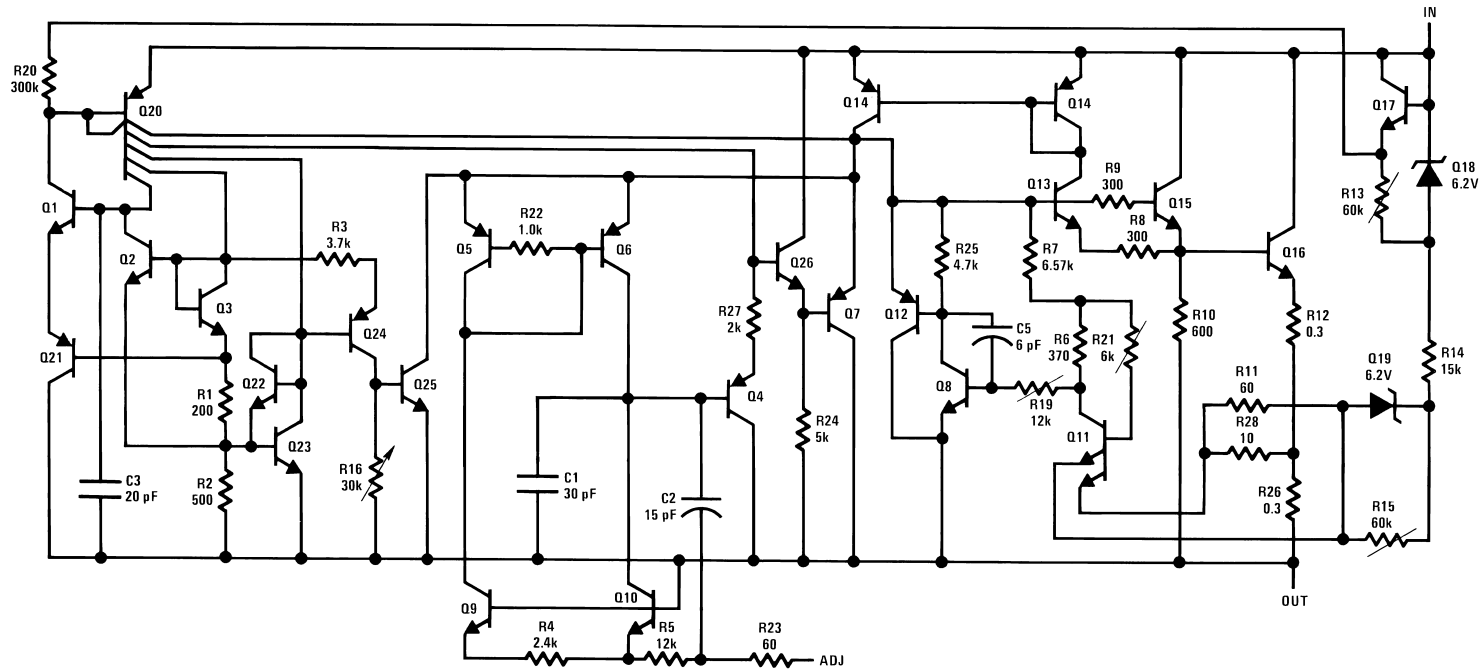 IN
R20
300k
Q20
Q14
Q14
Q17
Q18
6.2V
R13
60k
Q1
Q13
R9
300
Q15
R3
3.7k
R22
1.0k
Q5
Q6
R8
300
Q2
Q26
R25
4.7k
R7
6.57k
Q16
Q3
Q24
R27
2k
Q7
Q12
C5
6 pF
R6
370
R21
6k
R10
600
R12
0.3
Q21
Q22
Q25
Q4
Q8
R14
15k
Q19
6.2V
R1
200
R19
12k
R11
60
R24
5k
Q11
R28
10
Q23
R16
30k
C3
20 pF
R2
500
C1
30 pF
C2
15 pF
R26
0.3
R15
60k
OUT
Q9
Q10
R4
2.4k
R5
12k
R23
60
ADJ